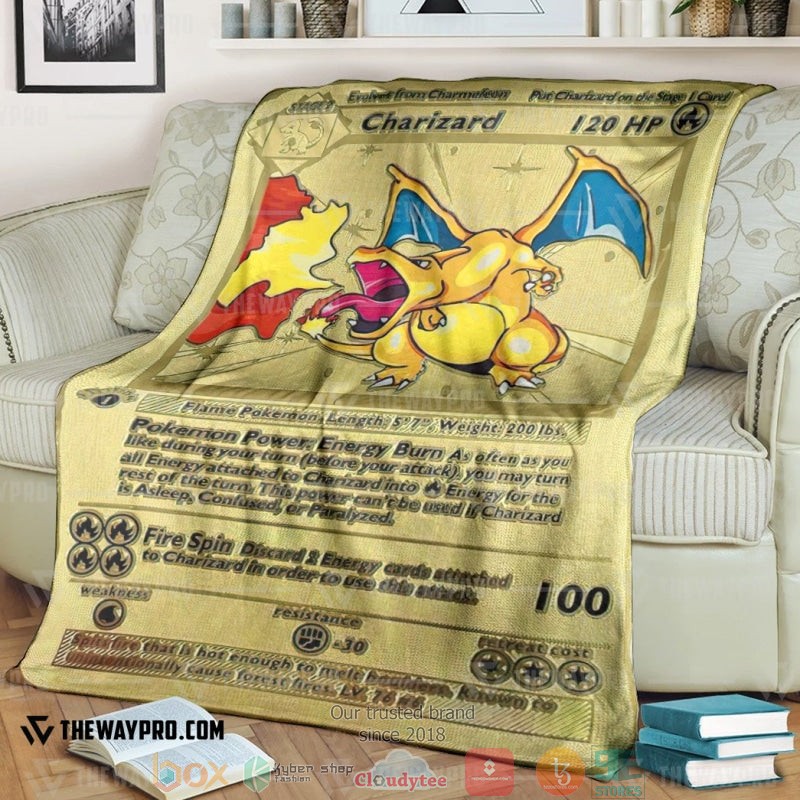 STAGE 2
Evolves from Charmeleon
Put Charizard on the Stage 1 Card
Charizard
120 HP
Flame Pokemon. Length: 5' 7", Weight: 200 lbs.
Pokemon Power: Energy Burn As often as you
like during your turn (before your attack), you may turn
all Energy attached to Charizard into Energy for the
rest of the turn. This power can't be used if Charizard
is Asleep, Confused, or Paralyzed.
Fire Spin Discard 2 Energy cards attached
to Charizard in order to use this attack.
100
weakness
resistance
-30
retreat cost
Spits fire that is hot enough to melt boulders. Known to
unintentionally cause forest fires. LV. 76
THEWAYPRO.COM
Our trusted brand
since 2018
box
Kyber shop
fashion
Cloudytee
STORES
THEWAYPRO